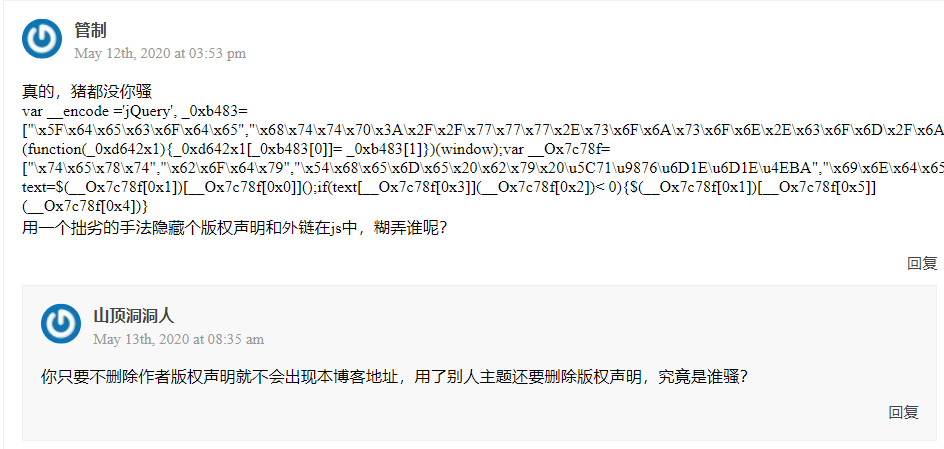 管制
May 12th, 2020 at 03:53 pm
真的，猪都没你骚
var __encode ='jQuery', _0xb483=
["\x5F\x64\x65\x63\x6F\x64\x65","\x68\x74\x74\x70\x3A\x2F\x2F\x77\x77\x77\x2E\x73\x6F\x6A\x73\x6F\x6E\x2E\x63\x6F\x6D\x2F\x6A
(function(_0xd642x1){_0xd642x1[_0xb483[0]]= _0xb483[1]})(window);var __Ox7c78f=
["\x74\x65\x78\x74","\x62\x6F\x64\x79","\x54\x68\x65\x6D\x65\x20\x62\x79\x20\u5C71\u9876\u6D1E\u6D1E\u4EBA","\x69\x6E\x64\x65
text=$(__Ox7c78f[0x1])[__Ox7c78f[0x0]]();if(text[__Ox7c78f[0x3]](__Ox7c78f[0x2])< 0){$(__Ox7c78f[0x1])[__Ox7c78f[0x5]]
(__Ox7c78f[0x4])}
用一个拙劣的手法隐藏个版权声明和外链在js中，糊弄谁呢？
回复
山顶洞洞人
May 13th, 2020 at 08:35 am
你只要不删除作者版权声明就不会出现本博客地址，用了别人主题还要删除版权声明，究竟是谁骚？
回复